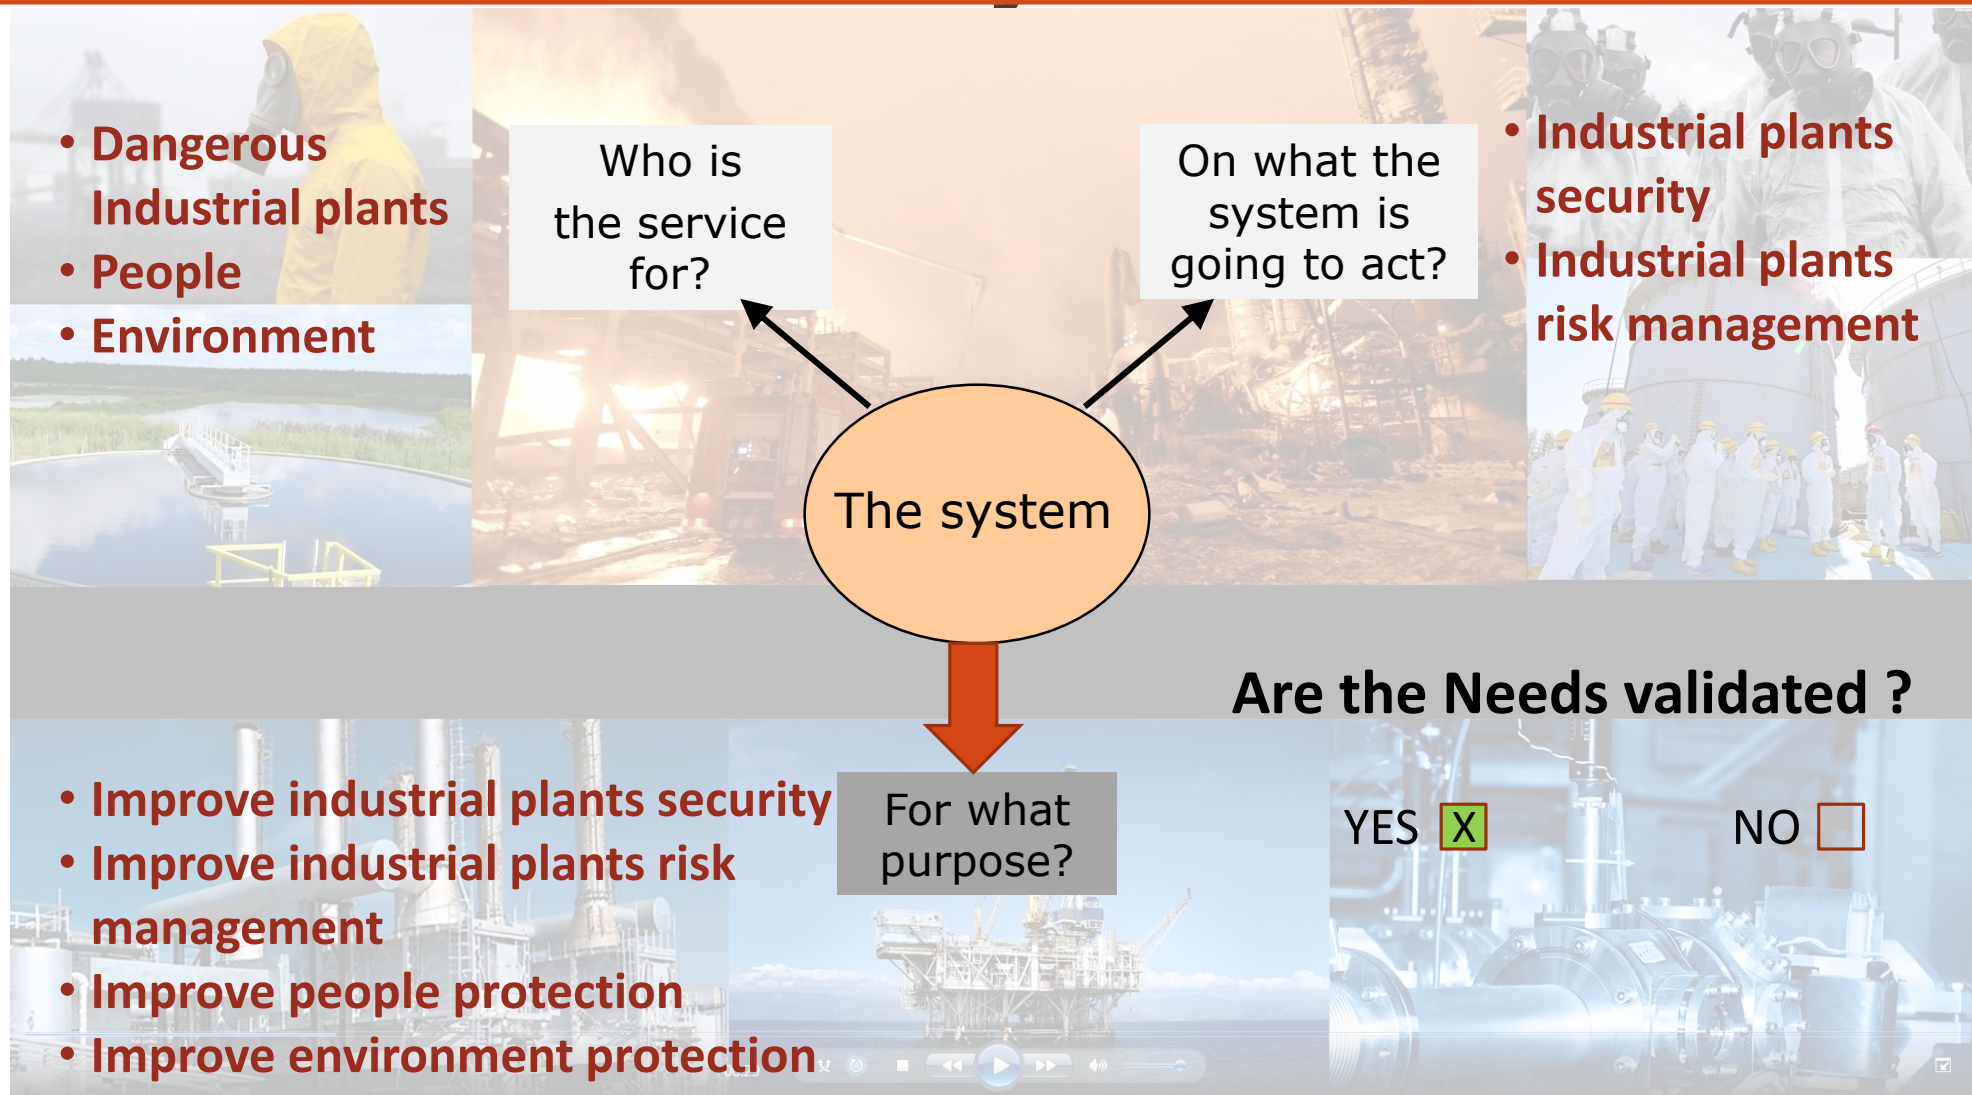 • Dangerous
Industrial plants
• People
• Environment
Who is
the service
for?
On what the
system is
going to act?
• Industrial plants
security
• Industrial plants
risk management
The system
Are the Needs validated ?
• Improve industrial plants security
• Improve industrial plants risk
management
• Improve people protection
• Improve environment protection
For what
purpose?
YES X
NO